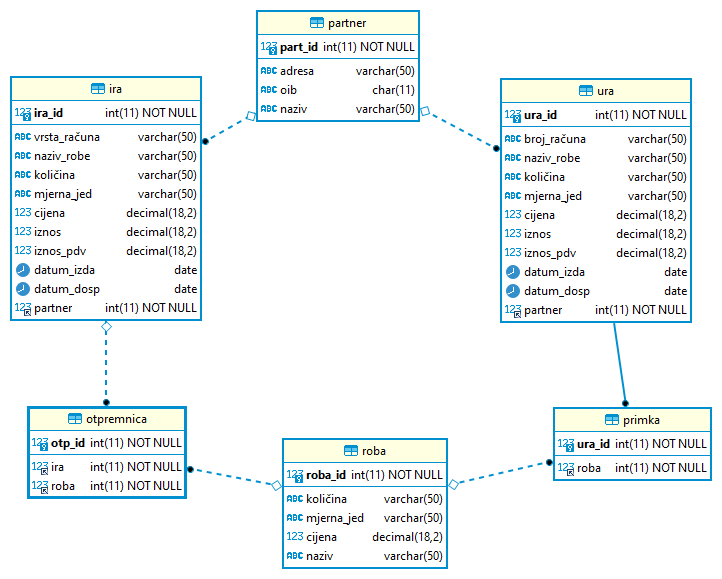 partner
123 part_id int(11) NOT NULL
ABC adresa varchar(50)
ABC oib char(11)
ABC naziv varchar(50)
ira
123 ira_id int(11) NOT NULL
ABC vrsta_računa varchar(50)
ABC naziv_robe varchar(50)
ABC količina varchar(50)
ABC mjerna_jed varchar(50)
123 cijena decimal(18,2)
123 iznos decimal(18,2)
123 iznos_pdv decimal(18,2)
datum_izda date
datum_dosp date
123 partner int(11) NOT NULL
ura
123 ura_id int(11) NOT NULL
ABC broj_računa varchar(50)
ABC naziv_robe varchar(50)
ABC količina varchar(50)
ABC mjerna_jed varchar(50)
123 cijena decimal(18,2)
123 iznos decimal(18,2)
123 iznos_pdv decimal(18,2)
datum_izda date
datum_dosp date
123 partner int(11) NOT NULL
otpremnica
123 otp_id int(11) NOT NULL
123 ira int(11) NOT NULL
123 roba int(11) NOT NULL
roba
123 roba_id int(11) NOT NULL
ABC količina varchar(50)
ABC mjerna_jed varchar(50)
123 cijena decimal(18,2)
ABC naziv varchar(50)
primka
123 ura_id int(11) NOT NULL
123 roba int(11) NOT NULL